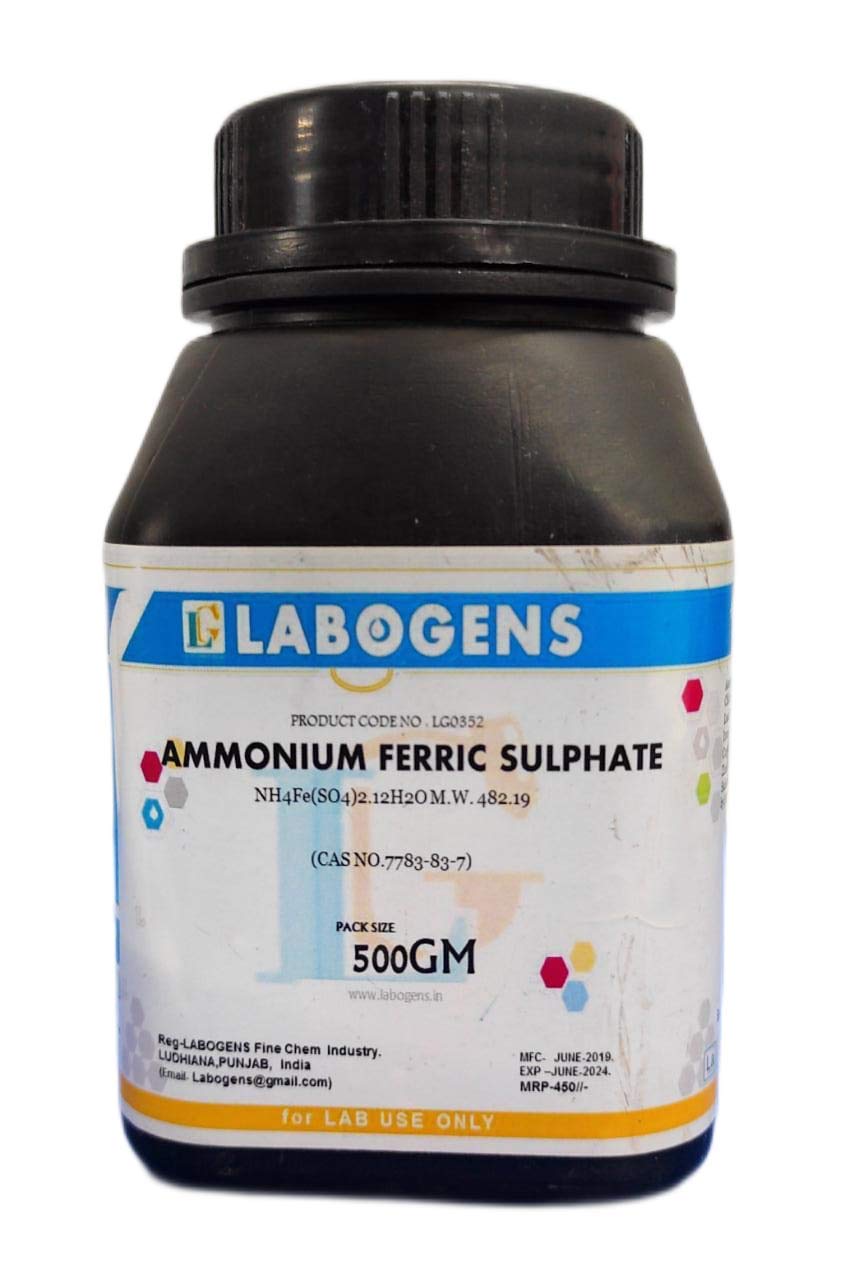 LG LABOGENS
PRODUCT CODE NO . LG0352
AMMONIUM FERRIC SULPHATE
NH4Fe(SO4)2.12H2O M.W. 482.19
(CAS NO.7783-83-7)
PACK SIZE
500GM
www.labogens.in
Reg-LABOGENS Fine Chem Industry.
LUDHIANA,PUNJAB, India
(Email- Labogens@gmail.com)
MFC- JUNE-2019.
EXP –JUNE-2024.
MRP-450//-
for LAB USE ONLY